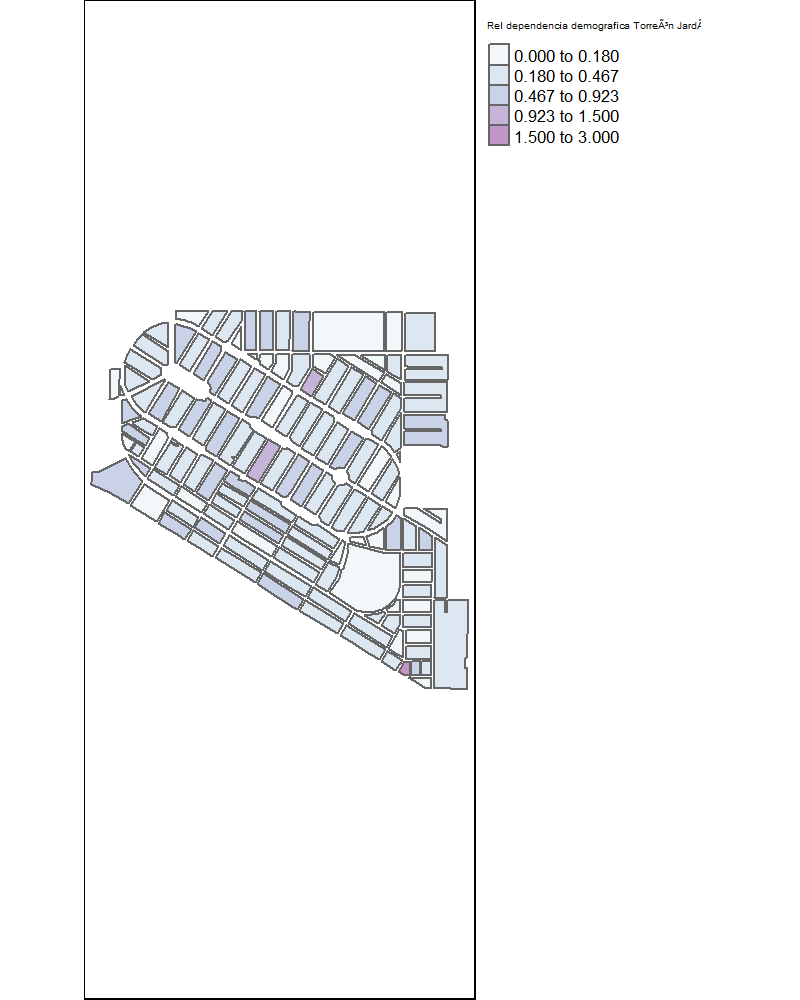 Rel dependencia demografica TorreÃ³n JardÃ
0.000 to 0.180
0.180 to 0.467
0.467 to 0.923
0.923 to 1.500
1.500 to 3.000